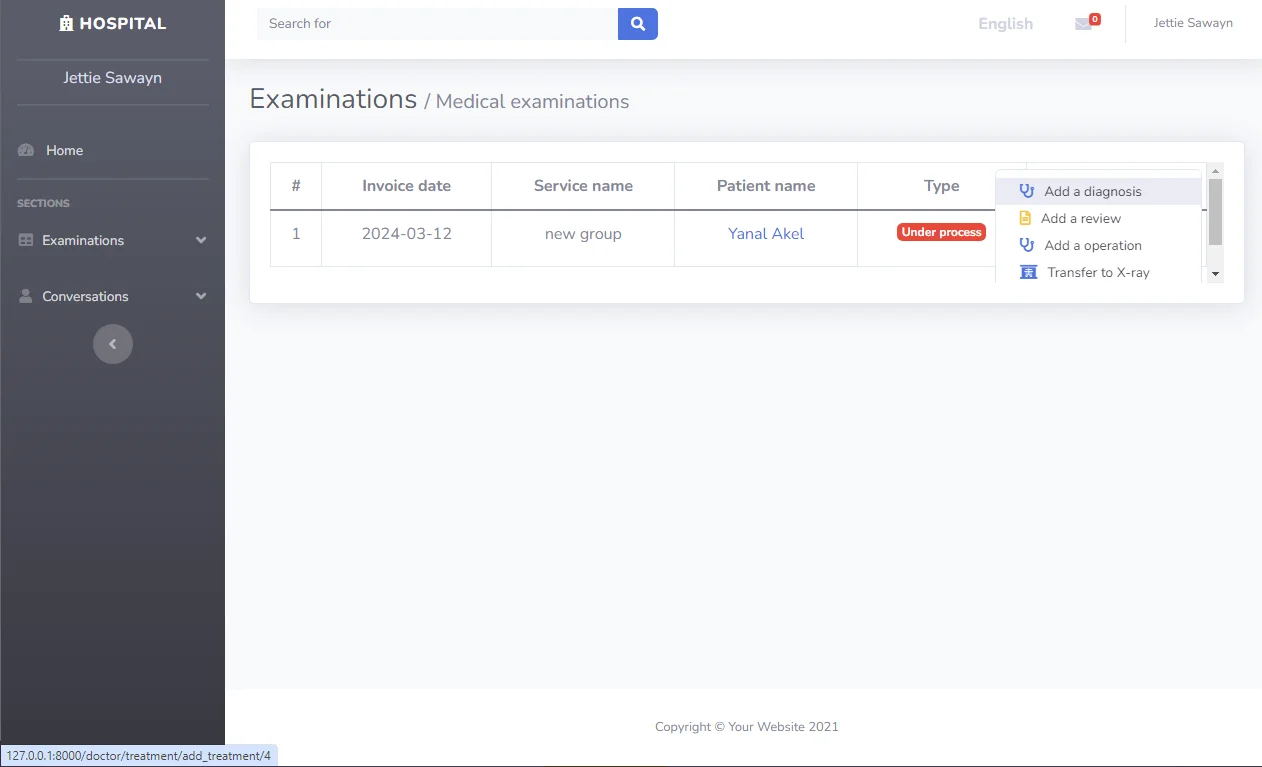 HOSPITAL
Search for
English
0
Jettie Sawayn
Jettie Sawayn
Home
SECTIONS
Examinations
Conversations
Examinations / Medical examinations
# Invoice date Service name Patient name Type
1 2024-03-12 new group Yanal Akel Under process
Add a diagnosis
Add a review
Add a operation
Transfer to X-ray
Copyright © Your Website 2021
127.0.0.1:8000/doctor/treatment/add_treatment/4